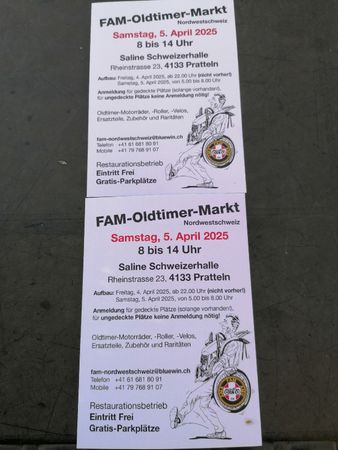 FAM-Oldtimer-Markt
Nordwestschweiz
Samstag, 5. April 2025
8 bis 14 Uhr
Saline Schweizerhalle
Rheinstrasse 23, 4133 Pratteln
Aufbau: Freitag, 4. April 2025, ab 22.00 Uhr (nicht vorher!)
Samstag, 5. April 2025, von 5.00 bis 8.00 Uhr
Anmeldung für gedeckte Plätze (solange vorhanden),
für ungedeckte Plätze keine Anmeldung nötig!
Oldtimer-Motorräder, -Roller, -Velos,
Ersatzteile, Zubehör und Raritäten
fam-nordwestschweiz@bluewin.ch
Telefon +41 61 681 80 91
Mobile +41 79 768 91 07
Restaurationsbetrieb
Eintritt Frei
Gratis-Parkplätze
FAM-Oldtimer-Markt
Nordwestschweiz
Samstag, 5. April 2025
8 bis 14 Uhr
Saline Schweizerhalle
Rheinstrasse 23, 4133 Pratteln
Aufbau: Freitag, 4. April 2025, ab 22.00 Uhr (nicht vorher!)
Samstag, 5. April 2025, von 5.00 bis 8.00 Uhr
Anmeldung für gedeckte Plätze (solange vorhanden),
für ungedeckte Plätze keine Anmeldung nötig!
Oldtimer-Motorräder, -Roller, -Velos,
Ersatzteile, Zubehör und Raritäten
fam-nordwestschweiz@bluewin.ch
Telefon +41 61 681 80 91
Mobile +41 79 768 91 07
Restaurationsbetrieb
Eintritt Frei
Gratis-Parkplätze